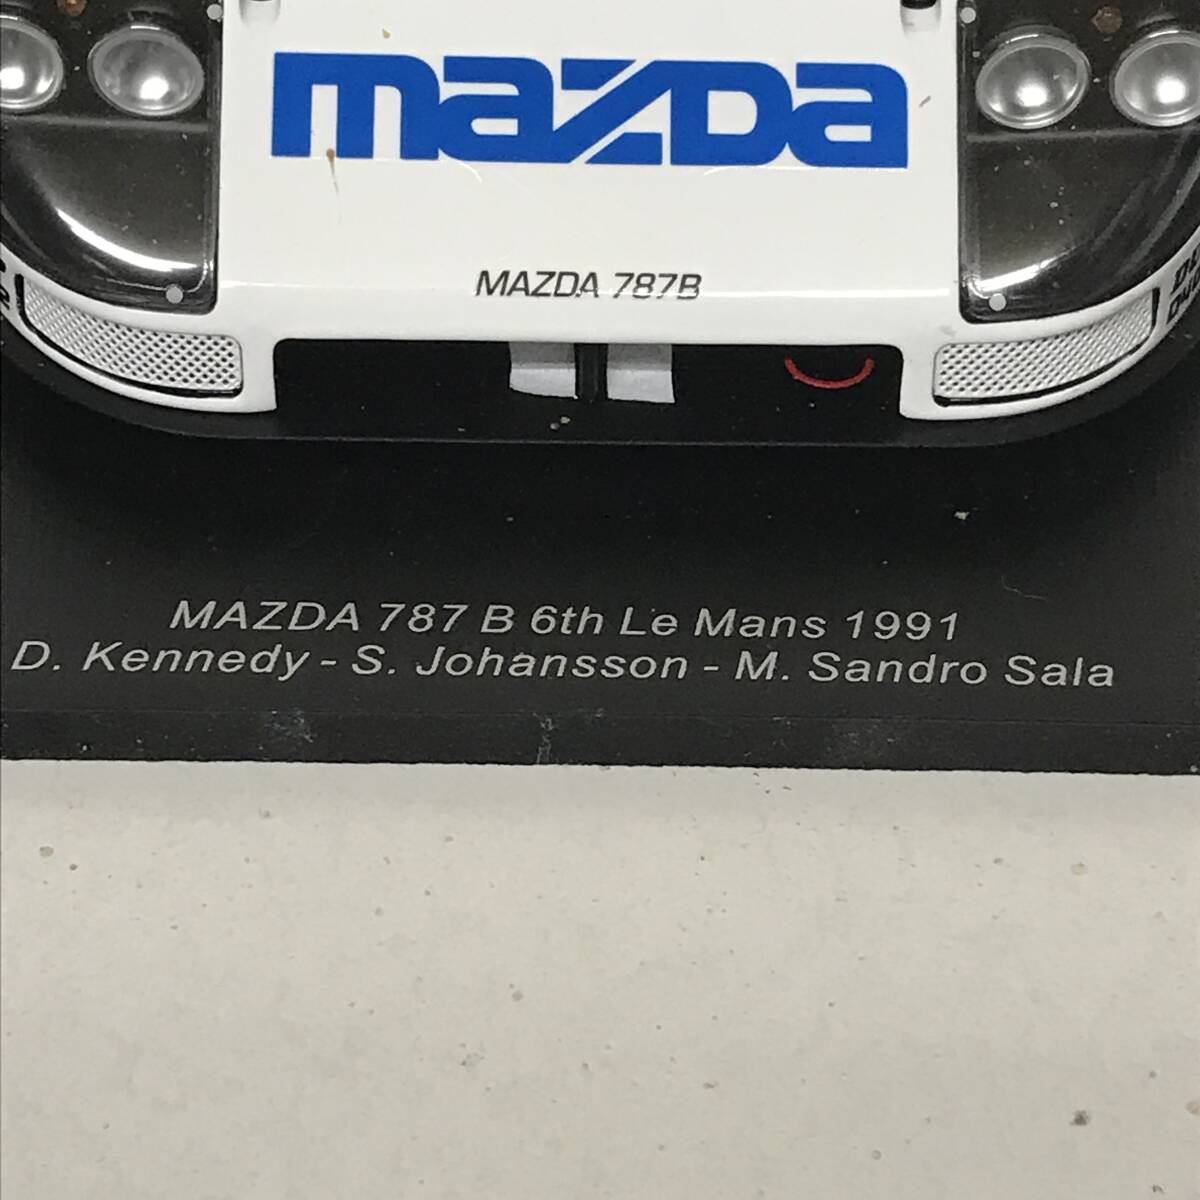 mazda
MAZDA 787B
MAZDA 787 B 6th Le Mans 1991
D. Kennedy - S. Johansson - M. Sandro Sala